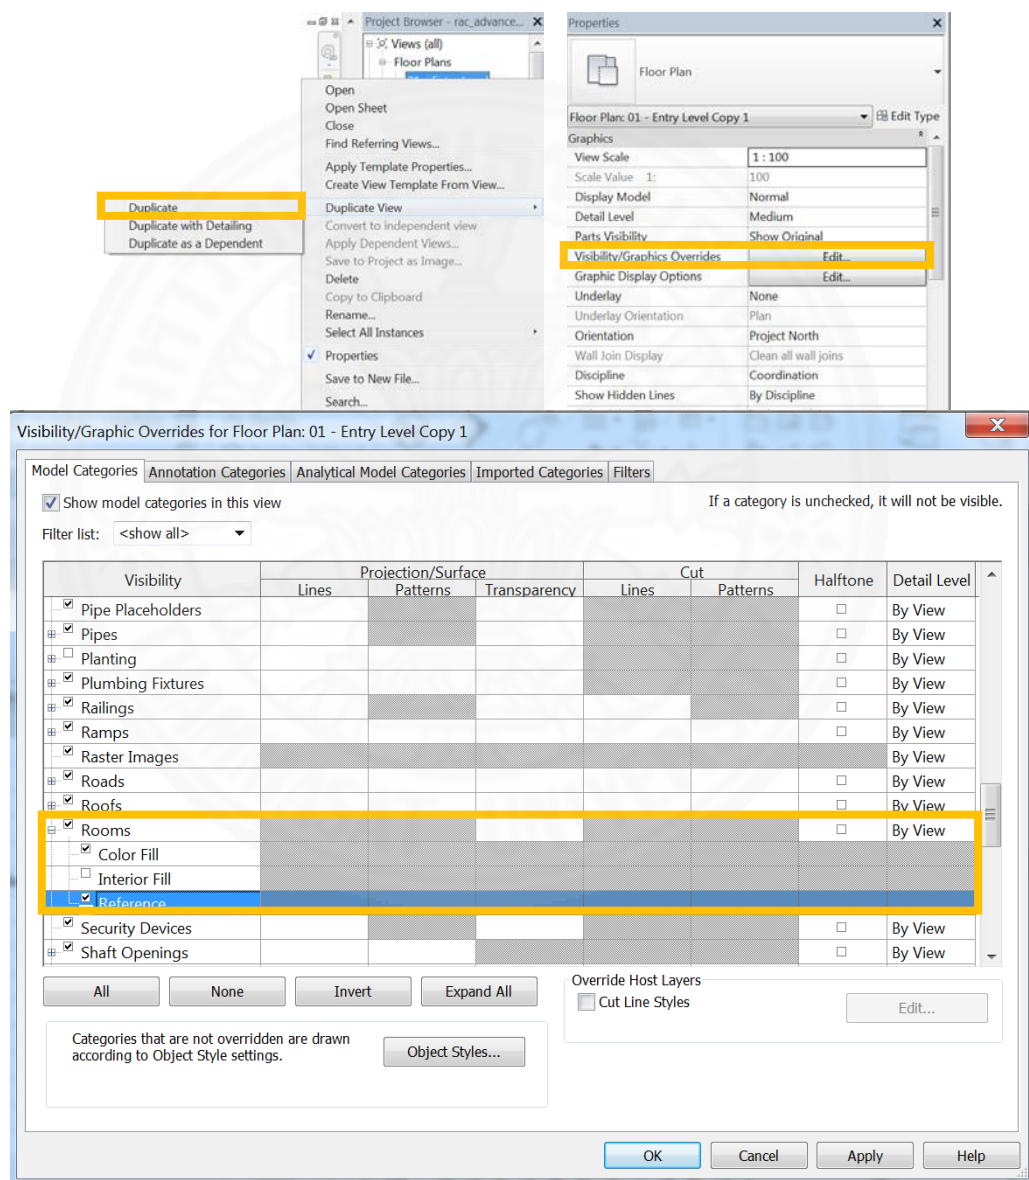 Project Browser - rac_advance...
Views (all)
Floor Plans
Open
Open Sheet
Close
Find Referring Views...
Apply Template Properties...
Create View Template From View...
Duplicate View
Convert to independent view
Apply Dependent Views...
Save to Project as Image...
Delete
Copy to Clipboard
Rename...
Select All Instances
Properties
Save to New File...
Search...
Duplicate
Duplicate with Detailing
Duplicate as a Dependent
Properties
Floor Plan
Floor Plan: 01 - Entry Level Copy 1 Edit Type
Graphics
View Scale 1 : 100
Scale Value 1: 100
Display Model Normal
Detail Level Medium
Parts Visibility Show Original
Visibility/Graphics Overrides Edit...
Graphic Display Options Edit...
Underlay None
Underlay Orientation Plan
Orientation Project North
Wall Join Display Clean all wall joins
Discipline Coordination
Show Hidden Lines By Discipline
Visibility/Graphic Overrides for Floor Plan: 01 - Entry Level Copy 1
Model Categories Annotation Categories Analytical Model Categories Imported Categories Filters
Show model categories in this view If a category is unchecked, it will not be visible.
Filter list: <show all>
Visibility Projection/Surface Cut Halftone Detail Level
Lines Patterns Transparency Lines Patterns
Pipe Placeholders By View
Pipes By View
Planting By View
Plumbing Fixtures By View
Railings By View
Ramps By View
Raster Images By View
Roads By View
Roofs By View
Rooms By View
Color Fill
Interior Fill
Reference
Security Devices By View
Shaft Openings By View
All None Invert Expand All
Override Host Layers
Cut Line Styles Edit...
Categories that are not overridden are drawn
according to Object Style settings.
Object Styles...
OK Cancel Apply Help